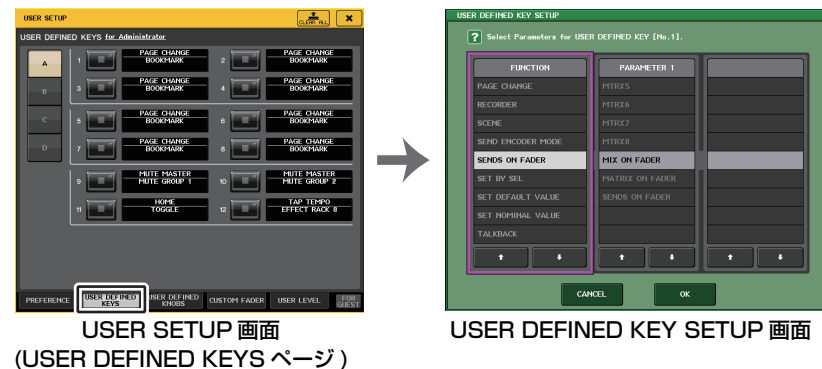 USER SETUP
CLEAR ALL
USER DEFINED KEYS for Administrator
A
B
C
D
1 PAGE CHANGE BOOKMARK
2 PAGE CHANGE BOOKMARK
3 PAGE CHANGE BOOKMARK
4 PAGE CHANGE BOOKMARK
5 PAGE CHANGE BOOKMARK
6 PAGE CHANGE BOOKMARK
7 PAGE CHANGE BOOKMARK
8 PAGE CHANGE BOOKMARK
9 MUTE MASTER MUTE GROUP 1
10 MUTE MASTER MUTE GROUP 2
11 HOME TOGGLE
12 TAP TEMPO EFFECT RACK 8
PREFERENCE
USER DEFINED KEYS
USER DEFINED KNOBS
CUSTOM FADER
USER LEVEL
FOR GUEST
USER SETUP 画面
(USER DEFINED KEYS ページ )
USER DEFINED KEY SETUP
? Select Parameters for USER DEFINED KEY [No.1].
FUNCTION
PAGE CHANGE
RECORDER
SCENE
SEND ENCODER MODE
SENDS ON FADER
SET BY SEL
SET DEFAULT VALUE
SET NOMINAL VALUE
TALKBACK
PARAMETER 1
MTRX5
MTRX6
MTRX7
MTRX8
MIX ON FADER
MATRIX ON FADER
SENDS ON FADER
CANCEL
OK
USER DEFINED KEY SETUP 画面